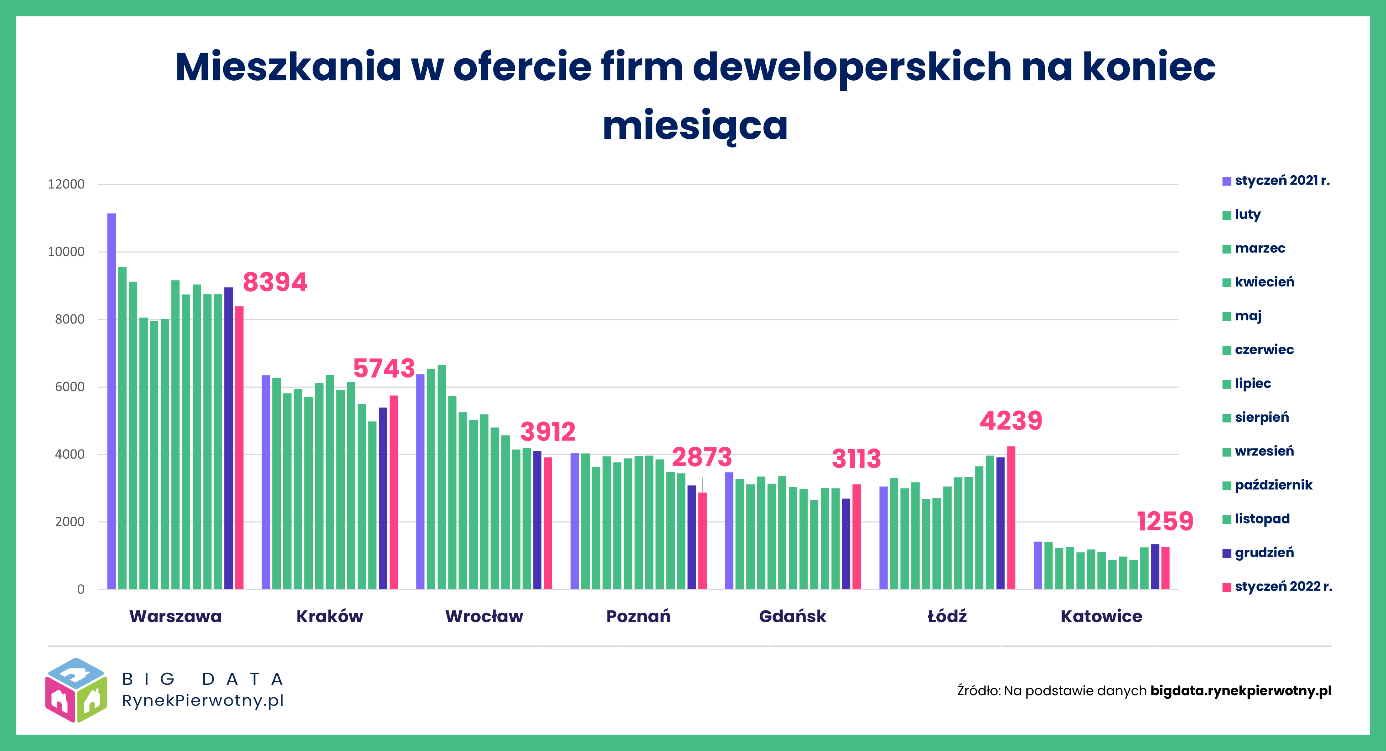 Mieszkania w ofercie firm deweloperskich na koniec
miesiąca
12000
10000
8000
6000
4000
2000
0
8394
5743
3912
2873
3113
4239
1259
Warszawa
Kraków
Wrocław
Poznań
Gdańsk
Łódź
Katowice
styczeń 2021 r.
luty
marzec
kwiecień
maj
czerwiec
lipiec
sierpień
wrzesień
październik
listopad
grudzień
styczeń 2022 r.
BIG DATA
RynekPierwotny.pl
Źródło: Na podstawie danych bigdata.rynekpierwotny.pl